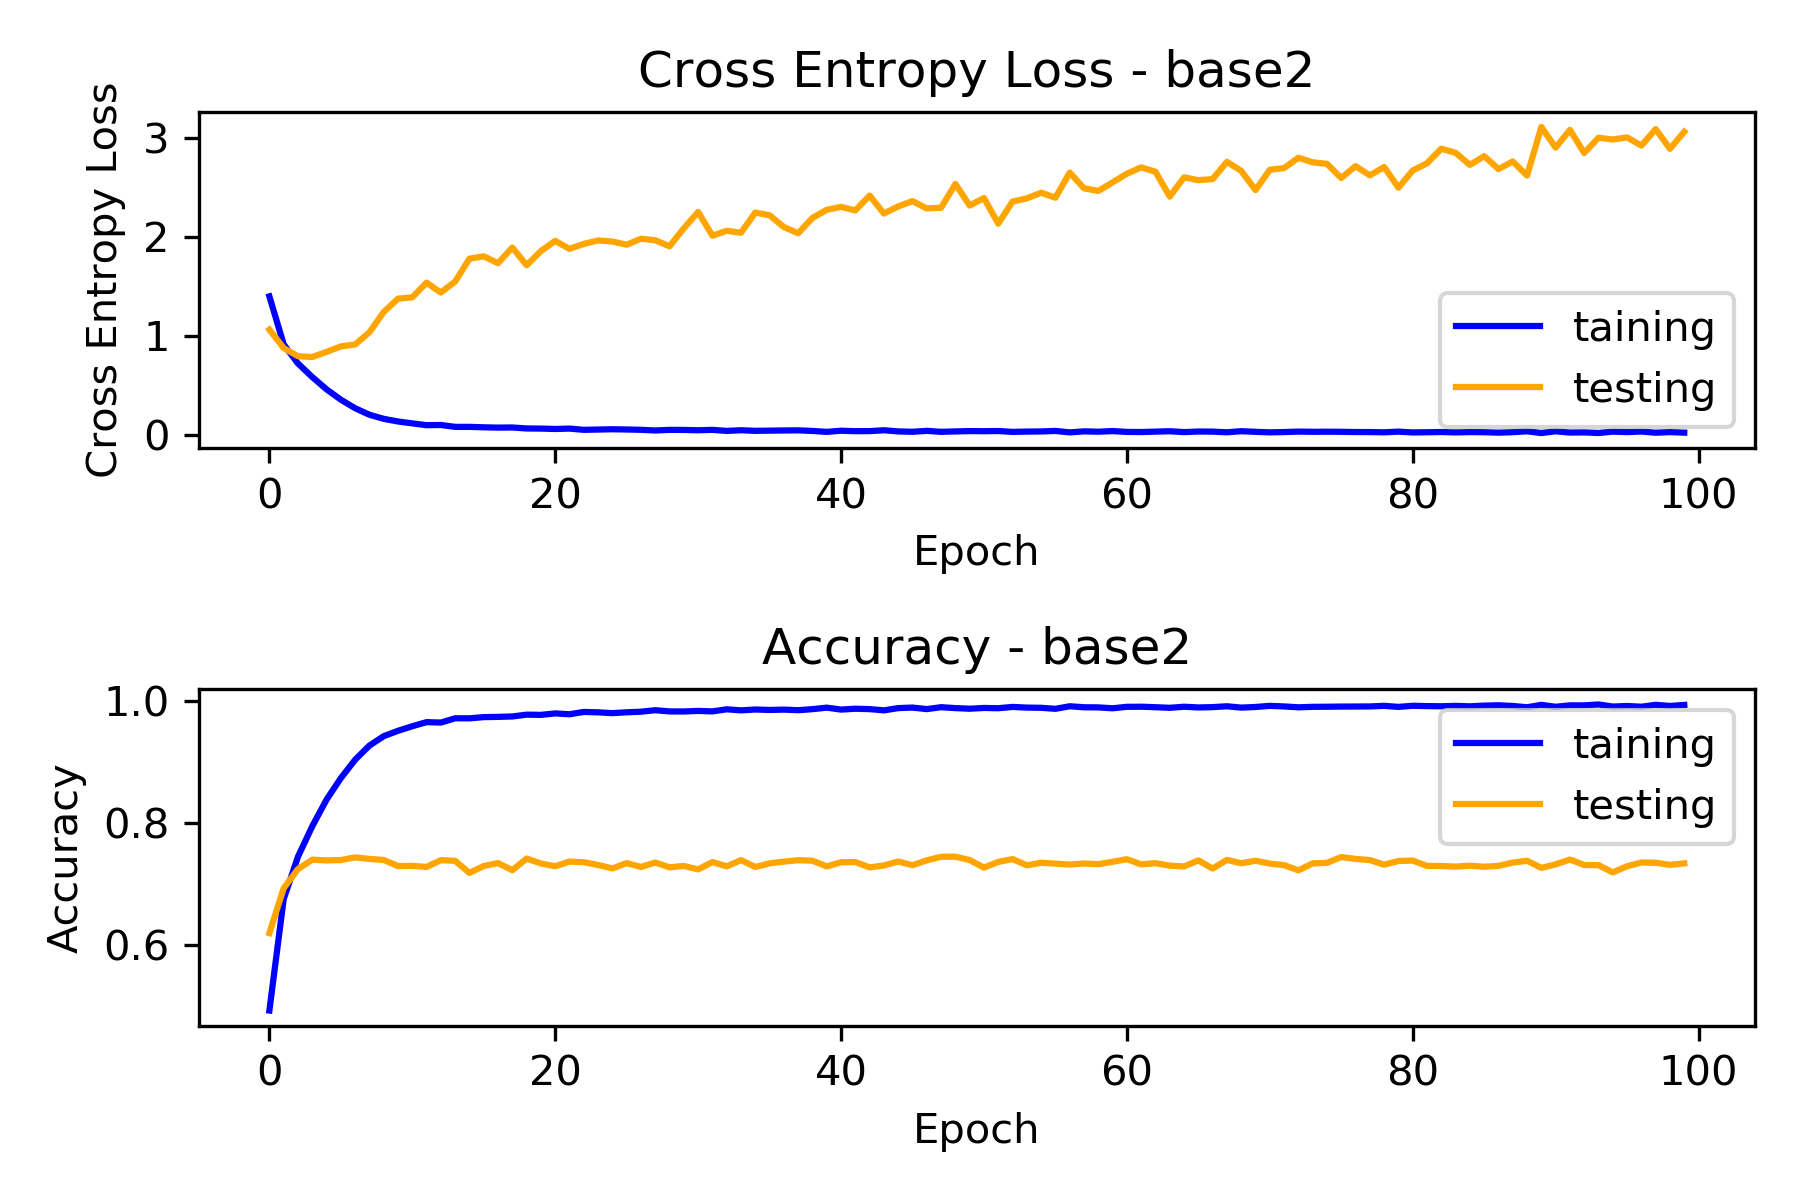 Cross Entropy Loss - base2
Cross Entropy Loss
3
2
1
0
taining
testing
0 20 40 60 80 100
Epoch
Accuracy - base2
Accuracy
1.0
0.8
0.6
taining
testing
0 20 40 60 80 100
Epoch